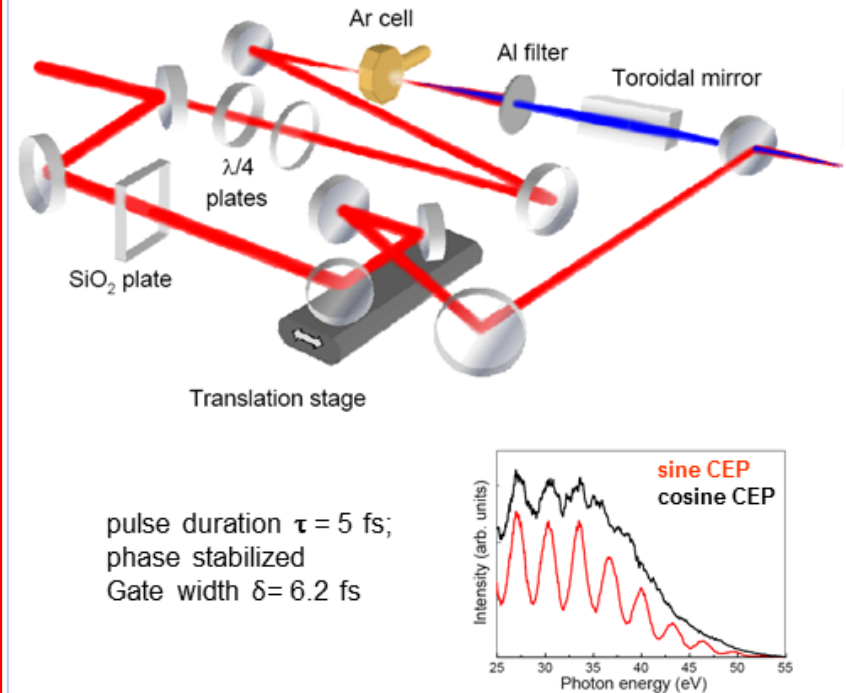 Ar cell
Al filter
Toroidal mirror
λ/4
plates
SiO₂ plate
Translation stage
pulse duration τ = 5 fs;
phase stabilized
Gate width δ= 6.2 fs
sine CEP
cosine CEP
Intensity (arb. units)
25 30 35 40 45 50 55
Photon energy (eV)